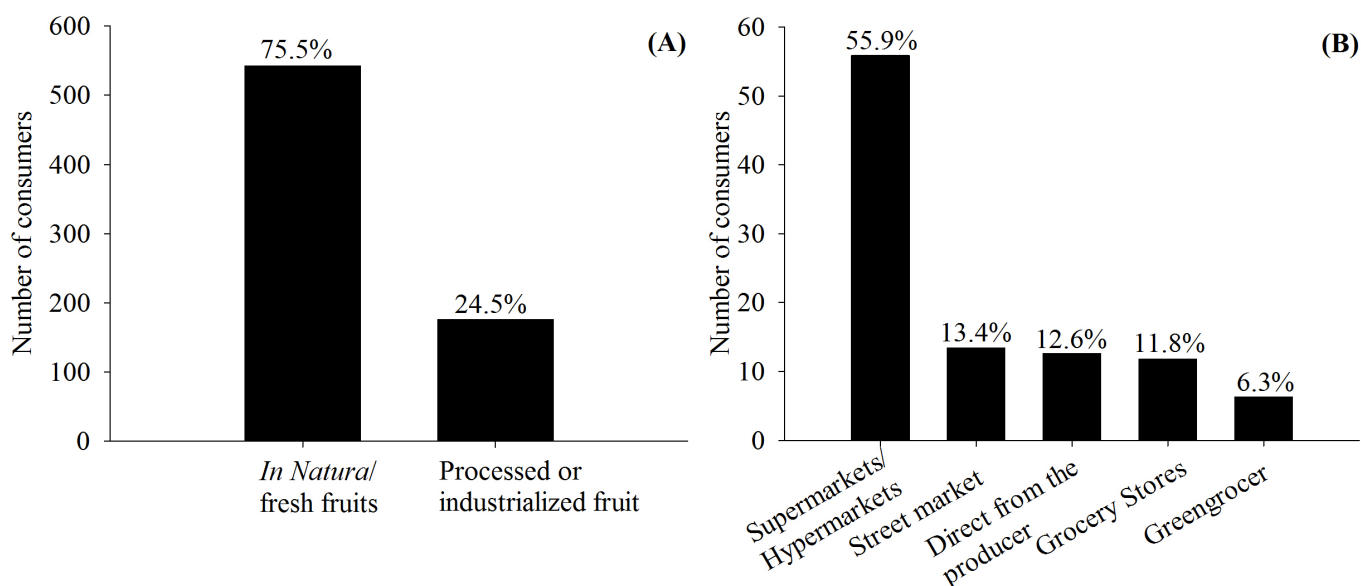 (A)
Number of consumers
600
500
400
300
200
100
0
75.5%
24.5%
In Natura/
fresh fruits
Processed or
industrialized fruit
(B)
Number of consumers
60
50
40
30
20
10
0
55.9%
13.4%
12.6%
11.8%
6.3%
Supermarkets/
Hypermarkets
Street market
Direct from the
producer
Grocery Stores
Greengrocer